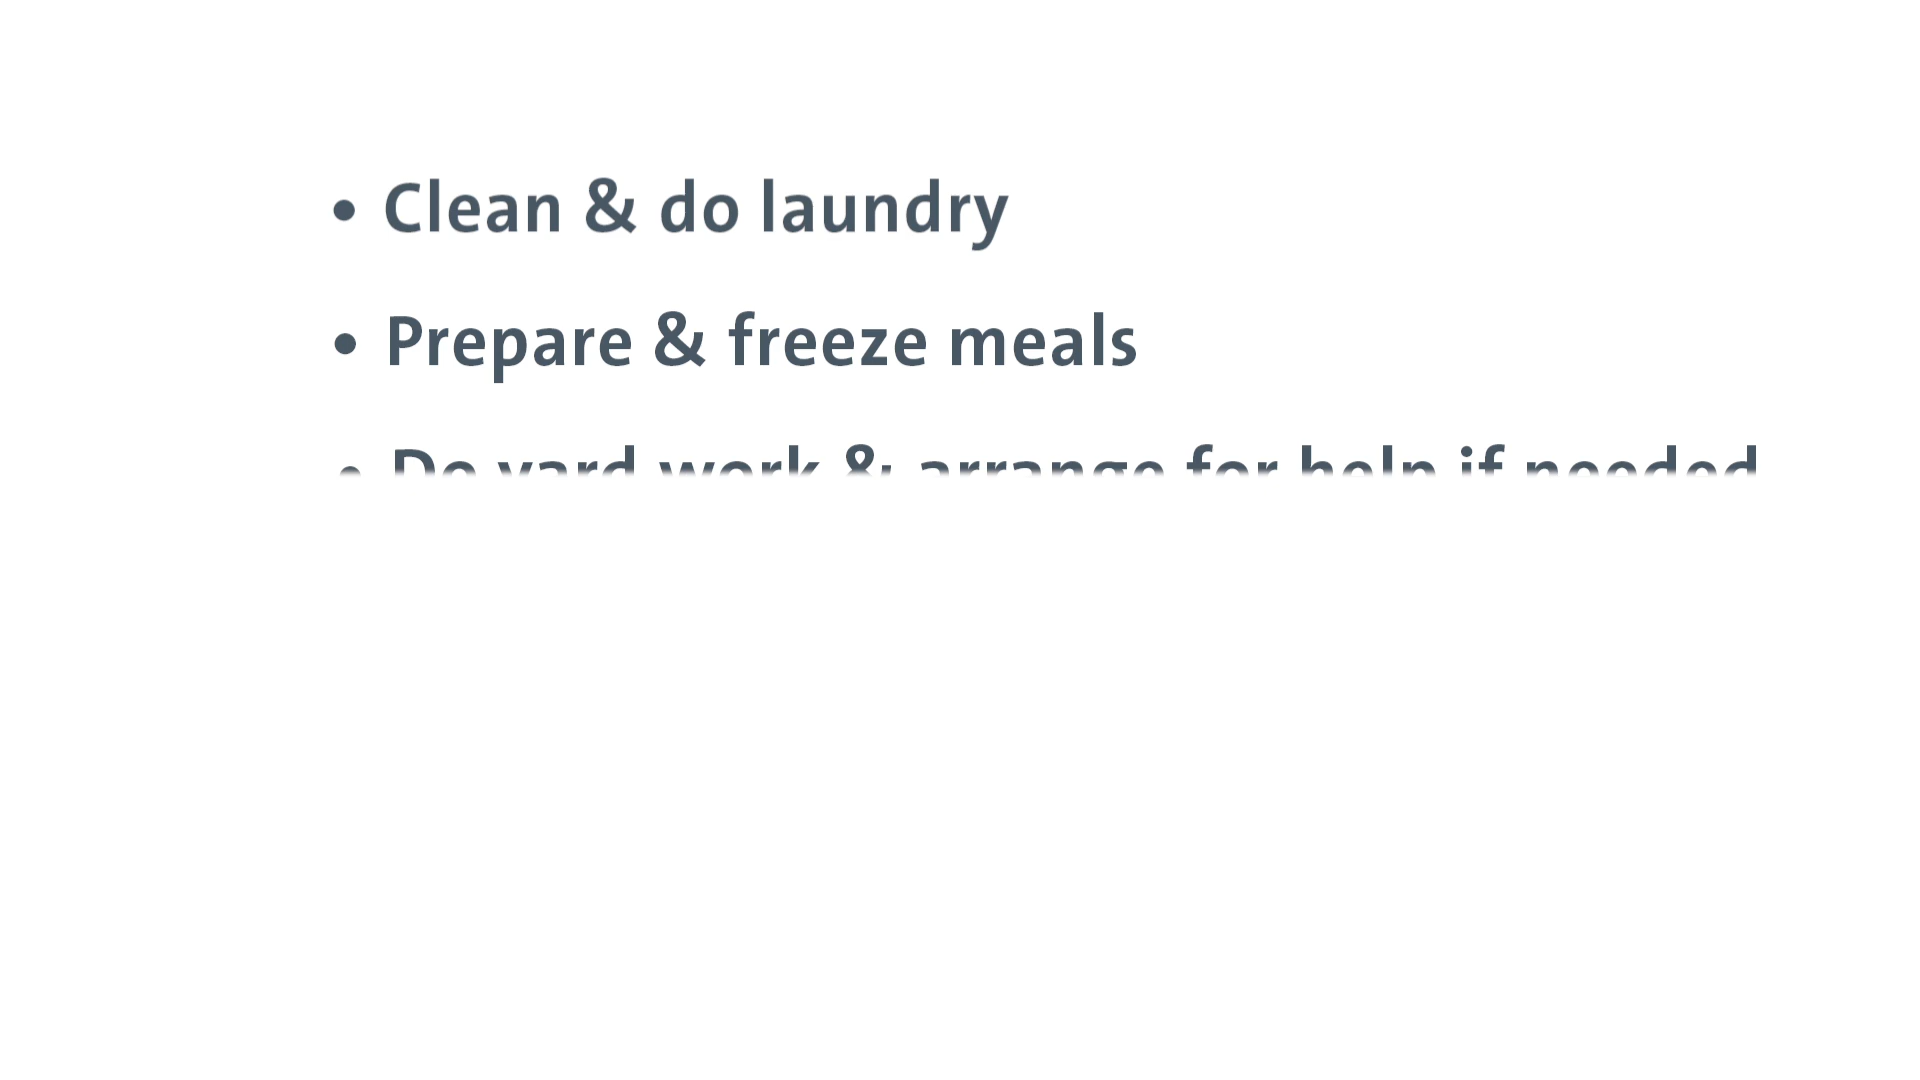 • Clean & do laundry
• Prepare & freeze meals
• Do yard work & arrange for help if needed